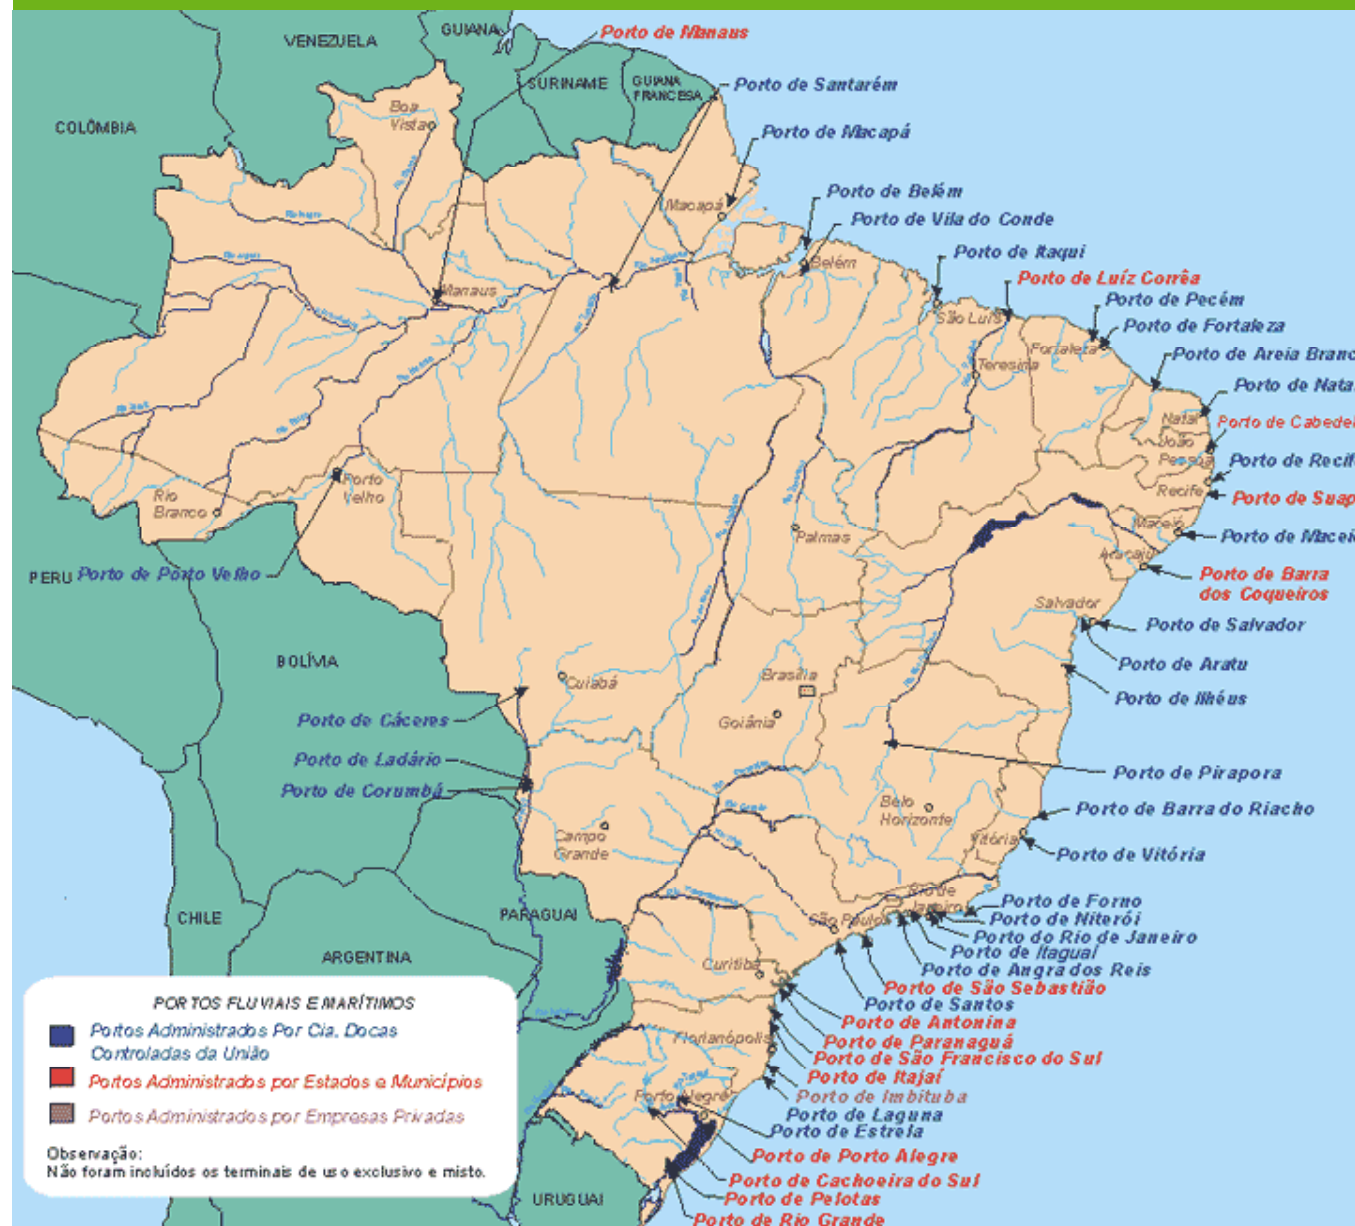 VENEZUELA
GUIANA
Porto de Manaus
SURINAME
GUIANA
FRANCESA
Porto de Santarém
COLÔMBIA
Boa
Vista
Porto de Macapá
Macapá
Porto de Belém
Porto de Vila do Conde
Belém
Porto de Itaqui
Porto de Luíz Corrêa
Manaus
São Luís
Porto de Pecém
Porto de Fortaleza
Fortaleza
Teresina
Porto de Areia Branc
Porto de Nata
Natal
Porto de Cabedel
João
Pessoa
Porto de Recif
Recife
Porto de Suap
Porto
Velho
Rio
Branco
Palmas
Maceió
Porto de Macei
Aracaju
PERU
Porto de Porto Velho
Porto de Barra
dos Coqueiros
Salvador
Porto de Salvador
BOLÍVIA
Porto de Aratu
Cuiabá
Brasília
Porto de Ilhéus
Porto de Cáceres
Goiânia
Porto de Ladário
Porto de Pirapora
Porto de Corumbá
Belo
Horizonte
Porto de Barra do Riacho
Campo
Grande
Vitória
Porto de Vitória
CHILE
PARAGUAI
Rio de
Janeiro
São Paulo
Porto de Forno
Porto de Niterói
Porto do Rio de Janeiro
Porto de Itaguaí
ARGENTINA
Curitiba
Porto de Angra dos Reis
Porto de São Sebastião
Porto de Santos
Porto de Antonina
Porto de Paranaguá
Florianópolis
Porto de São Francisco do Sul
Porto de Itajaí
Porto Alegre
Porto de Imbituba
Porto de Laguna
Porto de Estrela
Porto de Porto Alegre
Porto de Cachoeira do Sul
URUGUAI
Porto de Pelotas
Porto de Rio Grande
PORTOS FLUVIAIS E MARÍTIMOS
Portos Administrados Por Cia. Docas
Controladas da União
Portos Administrados por Estados e Municípios
Portos Administrados por Empresas Privadas
Observação:
Não foram incluídos os terminais de uso exclusivo e misto.